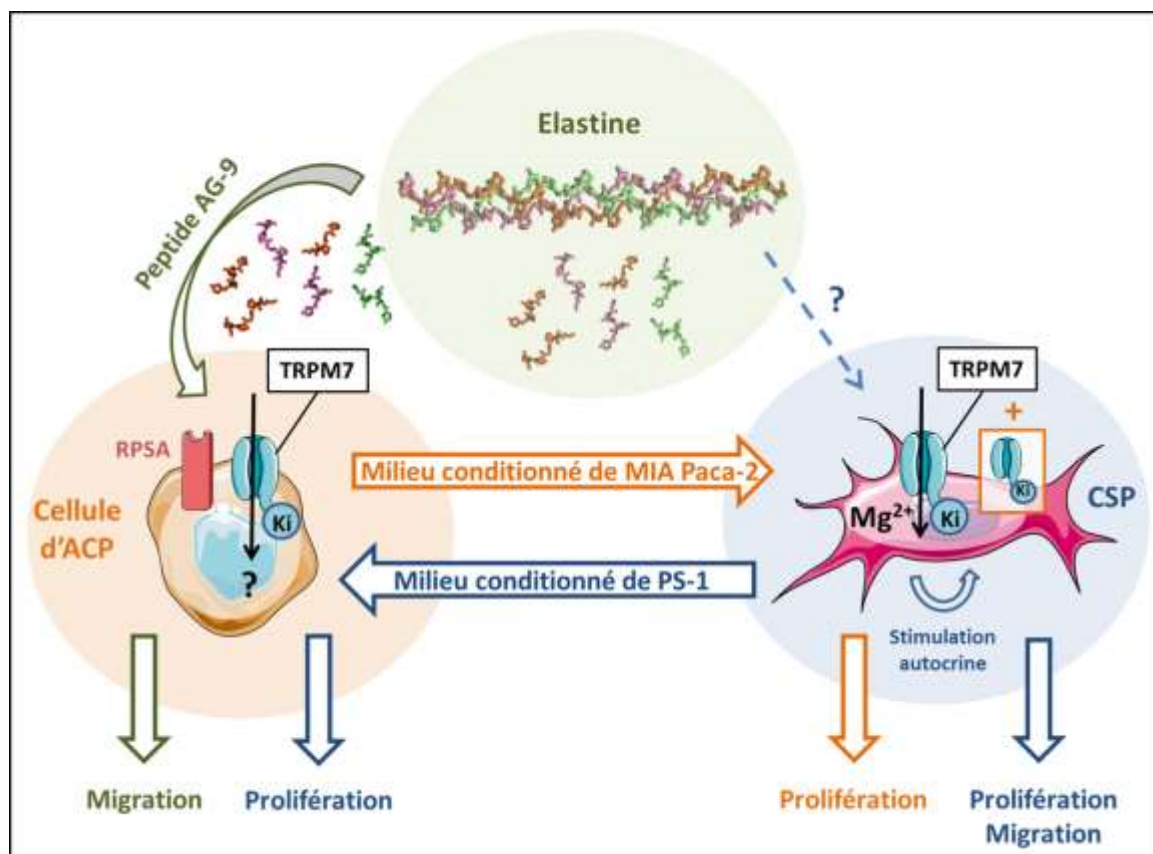 Elastine
Peptide AG-9
?
TRPM7
TRPM7
+
RPSA
Milieu conditionné de MIA Paca-2
Ki
CSP
Cellule
d'ACP
Ki
Mg²⁺
Ki
?
Milieu conditionné de PS-1
Stimulation
autocrine
Migration
Prolifération
Prolifération
Prolifération
Migration